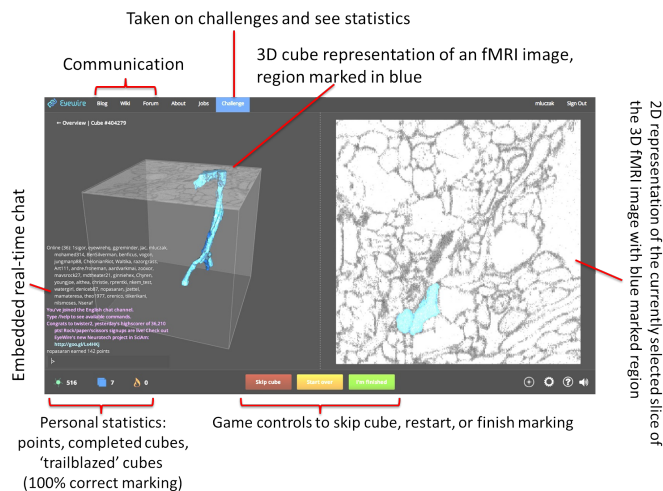 Taken on challenges and see statistics
Communication
3D cube representation of an fMRI image,
region marked in blue
Eyewire Blog Wiki Forum About Jobs Challenge mluczak Sign Out
← Overview | Cube #404279
Embedded real-time chat
mohamed314,
You've joined the English chat channel.
Type /help to see available commands.
nopasaran earned 142 points
516 7 0
Skip cube Start over I'm finished
2D representation of the currently selected slice of
the 3D fMRI image with blue marked
region
Personal statistics:
points, completed cubes,
'trailblazed' cubes
(100% correct marking)
Game controls to skip cube, restart, or finish marking